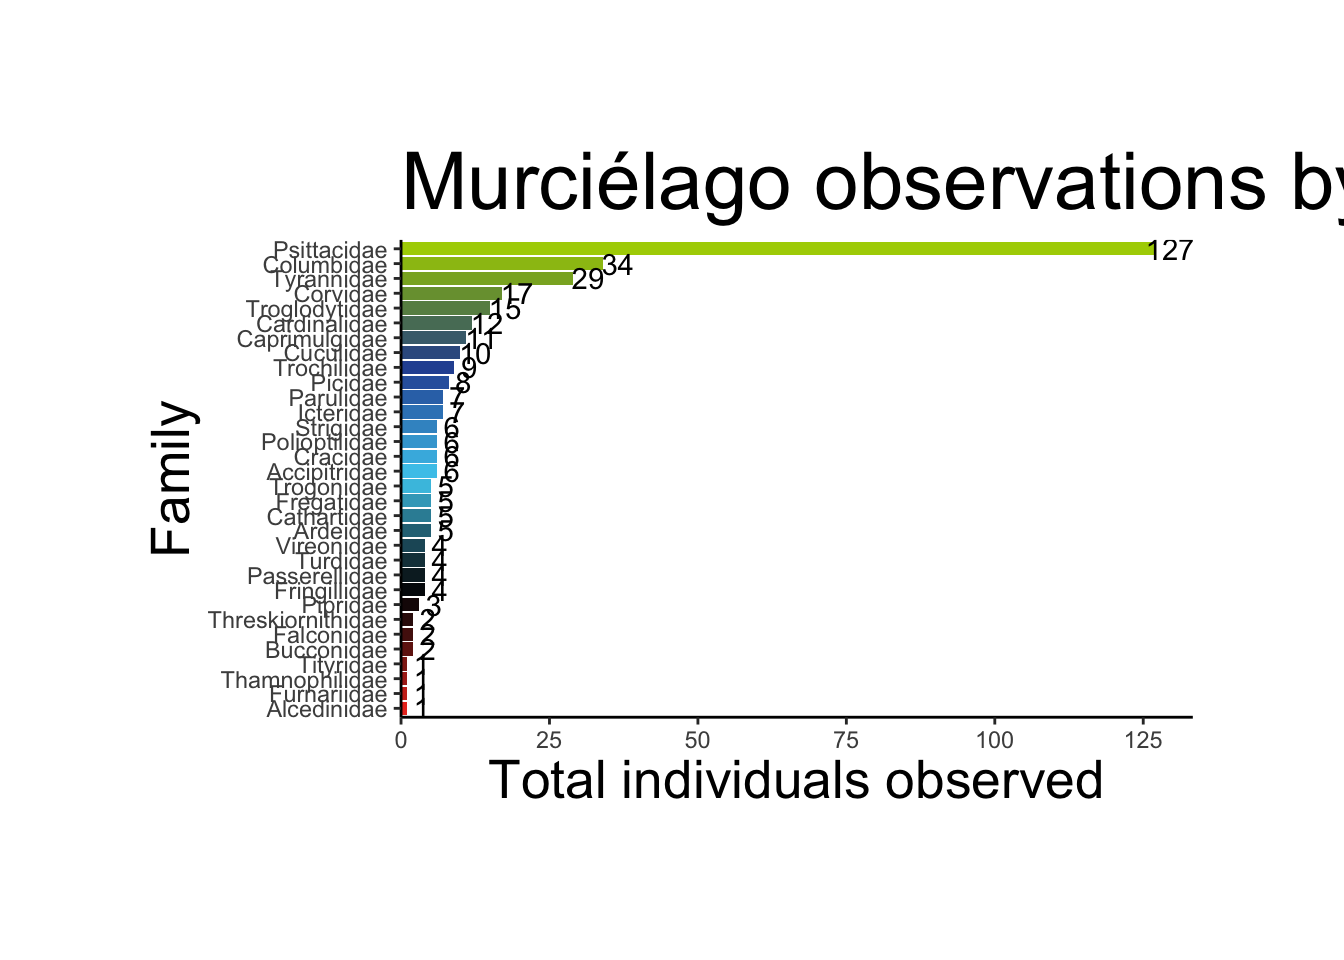 Murciélago observations by
Family
Psittacidae 127
Columbidae 34
Tyrannidae 29
Corvidae 17
Troglodytidae 15
Cardinalidae 12
Caprimulgidae 11
Cuculidae 10
Trochilidae 9
Picidae 8
Parulidae 7
Icteridae 7
Strigidae 6
Polioptilidae 6
Cracidae 6
Accipitridae 6
Trogonidae 5
Fregatidae 5
Cathartidae 5
Ardeidae 5
Vireonidae 4
Turdidae 4
Passerellidae 4
Fringillidae 4
Pipridae 3
Threskiornithidae 2
Falconidae 2
Bucconidae 2
Tityridae 1
Thamnophilidae 1
Furnariidae 1
Alcedinidae 1
0 25 50 75 100 125
Total individuals observed